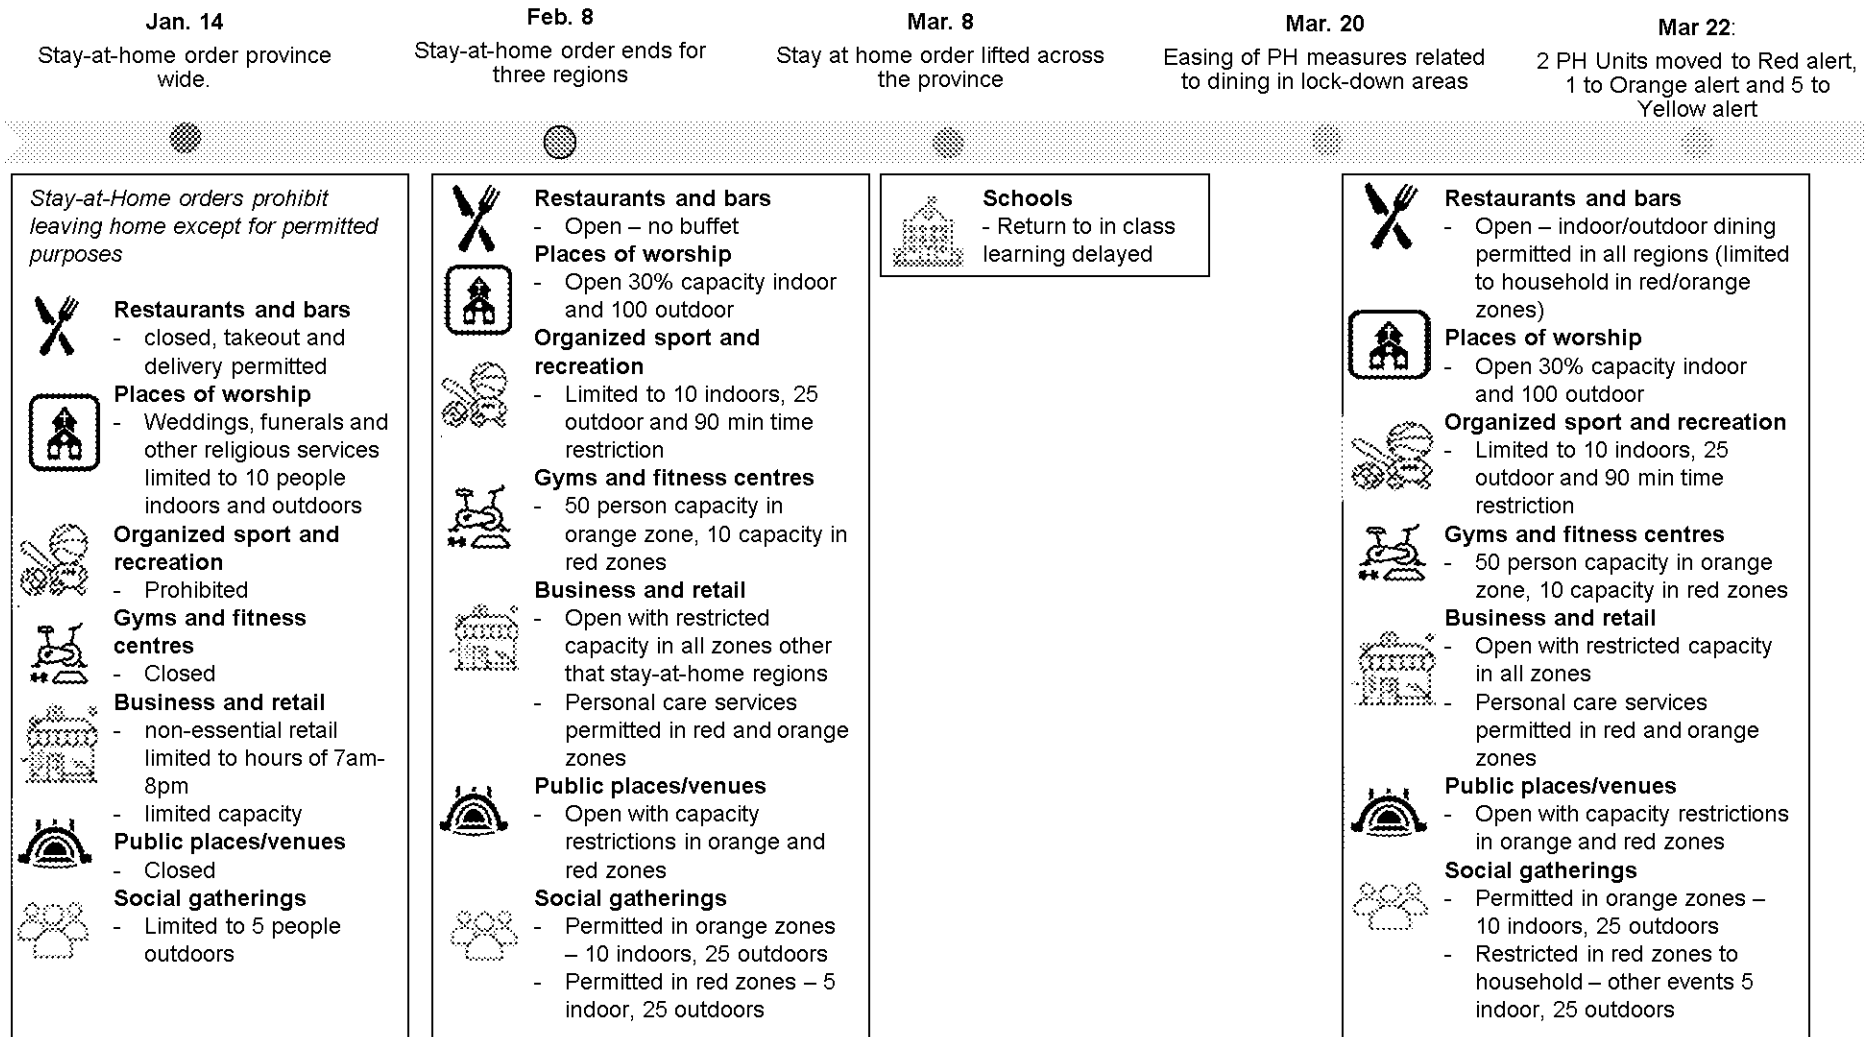 Jan. 14
Stay-at-home order province
wide.
Feb. 8
Stay-at-home order ends for
three regions
Mar. 8
Stay at home order lifted across
the province
Mar. 20
Easing of PH measures related
to dining in lock-down areas
Mar 22:
2 PH Units moved to Red alert,
1 to Orange alert and 5 to
Yellow alert
Stay-at-Home orders prohibit
leaving home except for permitted
purposes
Restaurants and bars
- closed, takeout and
delivery permitted
Places of worship
- Weddings, funerals and
other religious services
limited to 10 people
indoors and outdoors
Organized sport and
recreation
- Prohibited
Gyms and fitness
centres
- Closed
Business and retail
- non-essential retail
limited to hours of 7am-
8pm
- limited capacity
Public places/venues
- Closed
Social gatherings
- Limited to 5 people
outdoors
Restaurants and bars
- Open – no buffet
Places of worship
- Open 30% capacity indoor
and 100 outdoor
Organized sport and
recreation
- Limited to 10 indoors, 25
outdoor and 90 min time
restriction
Gyms and fitness centres
- 50 person capacity in
orange zone, 10 capacity in
red zones
Business and retail
- Open with restricted
capacity in all zones other
that stay-at-home regions
- Personal care services
permitted in red and orange
zones
Public places/venues
- Open with capacity
restrictions in orange and
red zones
Social gatherings
- Permitted in orange zones
– 10 indoors, 25 outdoors
- Permitted in red zones – 5
indoor, 25 outdoors
Schools
- Return to in class
learning delayed
Restaurants and bars
- Open – indoor/outdoor dining
permitted in all regions (limited
to household in red/orange
zones)
Places of worship
- Open 30% capacity indoor
and 100 outdoor
Organized sport and recreation
- Limited to 10 indoors, 25
outdoor and 90 min time
restriction
Gyms and fitness centres
- 50 person capacity in orange
zone, 10 capacity in red zones
Business and retail
- Open with restricted capacity
in all zones
- Personal care services
permitted in red and orange
zones
Public places/venues
- Open with capacity restrictions
in orange and red zones
Social gatherings
- Permitted in orange zones –
10 indoors, 25 outdoors
- Restricted in red zones to
household – other events 5
indoor, 25 outdoors